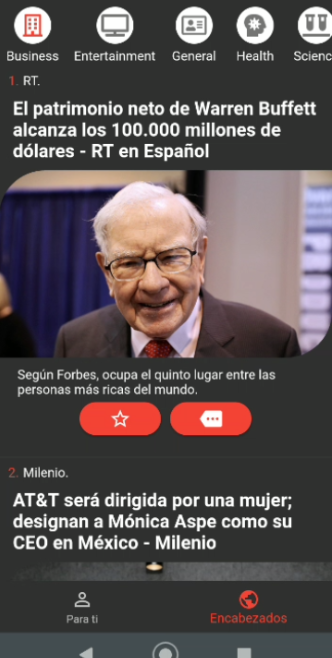 Business Entertainment General Health Scienc
1. RT.
El patrimonio neto de Warren Buffett
alcanza los 100.000 millones de
dólares - RT en Español
Según Forbes, ocupa el quinto lugar entre las
personas más ricas del mundo.
2. Milenio.
AT&T será dirigida por una mujer;
designan a Mónica Aspe como su
CEO en México - Milenio
Para ti Encabezados